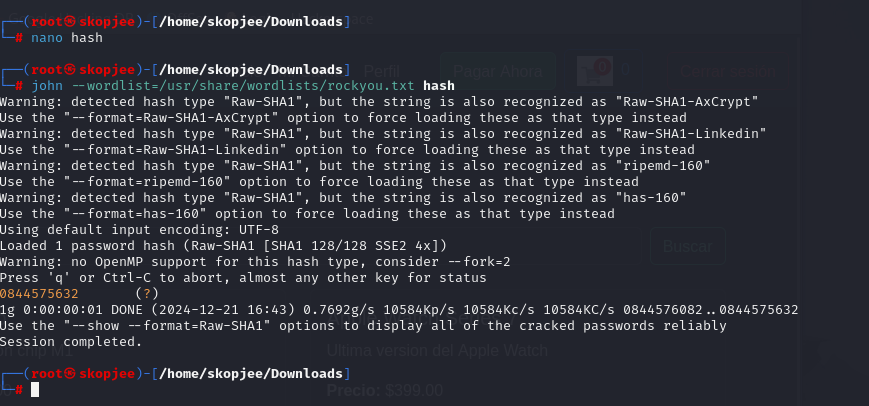 ┌──(root㉿skopjee)-[/home/skopjee/Downloads]
└─# nano hash
┌──(root㉿skopjee)-[/home/skopjee/Downloads]
Perfil Pagar Ahora 0 Cerrar sesión
└─# john --wordlist=/usr/share/wordlists/rockyou.txt hash
Warning: detected hash type "Raw-SHA1", but the string is also recognized as "Raw-SHA1-AxCrypt"
Use the "--format=Raw-SHA1-AxCrypt" option to force loading these as that type instead
Warning: detected hash type "Raw-SHA1", but the string is also recognized as "Raw-SHA1-Linkedin"
Use the "--format=Raw-SHA1-Linkedin" option to force loading these as that type instead
Warning: detected hash type "Raw-SHA1", but the string is also recognized as "ripemd-160"
Use the "--format=ripemd-160" option to force loading these as that type instead
Warning: detected hash type "Raw-SHA1", but the string is also recognized as "has-160"
Use the "--format=has-160" option to force loading these as that type instead
Using default input encoding: UTF-8
Loaded 1 password hash (Raw-SHA1 [SHA1 128/128 SSE2 4x])
Buscar
Warning: no OpenMP support for this hash type, consider --fork=2
Press 'q' or Ctrl-C to abort, almost any other key for status
0844575632 (?)
1g 0:00:00:01 DONE (2024-12-21 16:43) 0.7692g/s 10584Kp/s 10584Kc/s 10584KC/s 0844576082..0844575632
Use the "--show --format=Raw-SHA1" options to display all of the cracked passwords reliably
Session completed.
chip M1 Última versión del Apple Watch
┌──(root㉿skopjee)-[/home/skopjee/Downloads]
└─#
Precio: $399.00